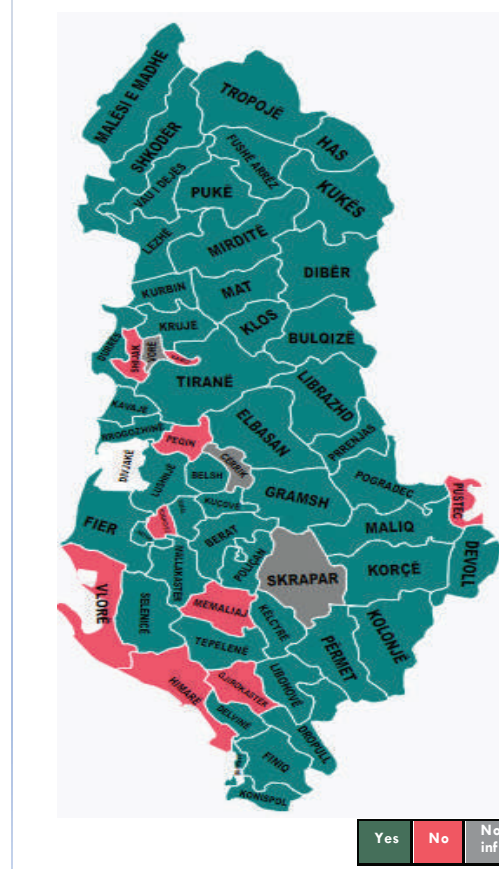 MALËSI E MADHE
TROPOJË
SHKODËR
HAS
FUSHË ARRËZ
VAU I DEJËS
PUKË
KUKËS
LEZHË
MIRDITË
DIBËR
KURBIN
MAT
KLOS
KRUJE
BULQIZË
DURRËS
SHIJAK
VORË
TIRANË
LIBRAZHD
KAVAJË
RROGOZHINË
ELBASAN
PEQIN
PRRENJAS
DIVJAKË
LUSHNJË
CËRRIK
BELSH
POGRADEC
PUSTEC
GRAMSH
KUÇOVË
FIER
MALIQ
BERAT
DEVOLL
POLIÇAN
KORÇË
MALLAKASTËR
SKRAPAR
VLORË
SELENICË
MEMALIAJ
KËLCYRË
KOLONJË
TEPELENË
PËRMET
LIBOHOVË
GJIROKASTËR
HIMARË
DELVINË
DROPULL
FINIQ
KONISPOL
Yes
No